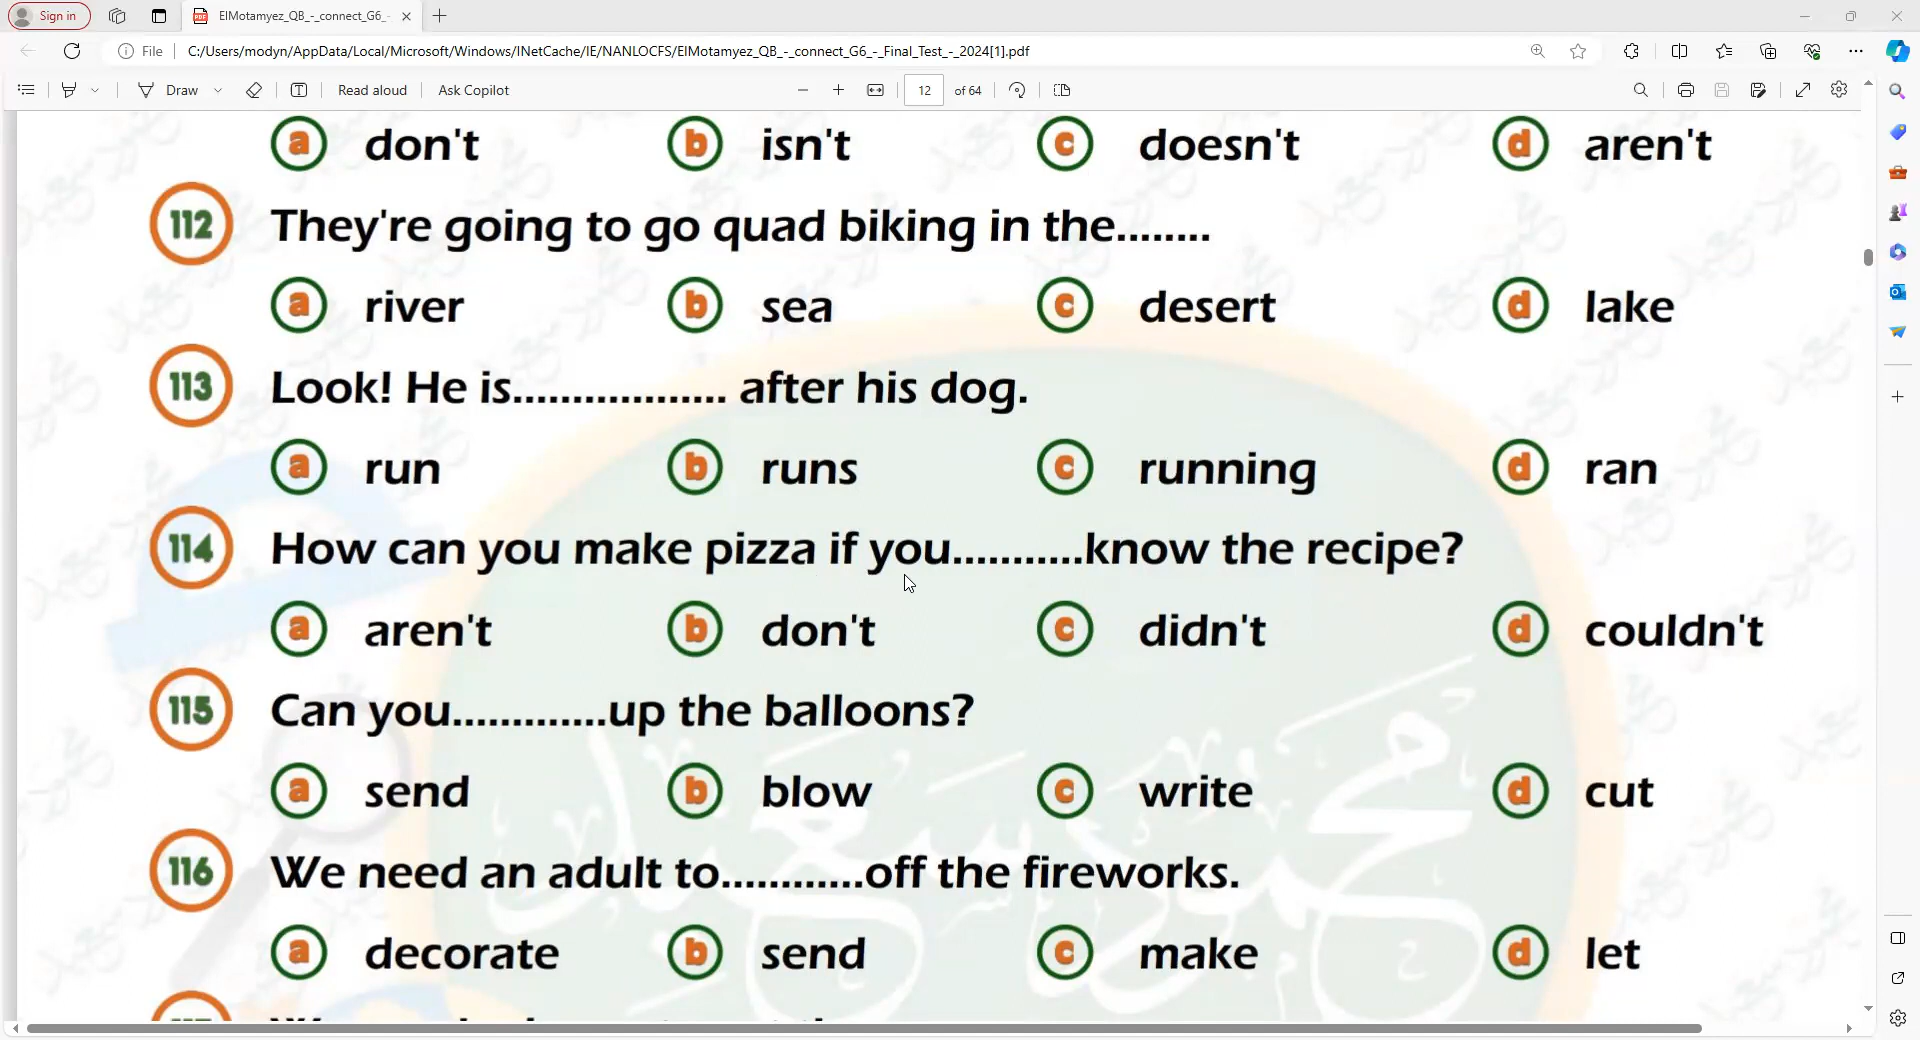 Sign in
ElMotamyez_QB_-_connect_G6_-
File
C:/Users/modyn/AppData/Local/Microsoft/Windows/INetCache/IE/NANLOCFS/ElMotamyez_QB_-_connect_G6_-_Final_Test_-_2024[1].pdf
Draw
Read aloud
Ask Copilot
12 of 64
a don't b isn't c doesn't d aren't
112 They're going to go quad biking in the........
a river b sea c desert d lake
113 Look! He is.................. after his dog.
a run b runs c running d ran
114 How can you make pizza if you...........know the recipe?
a aren't b don't c didn't d couldn't
115 Can you.............up the balloons?
a send b blow c write d cut
116 We need an adult to............off the fireworks.
a decorate b send c make d let